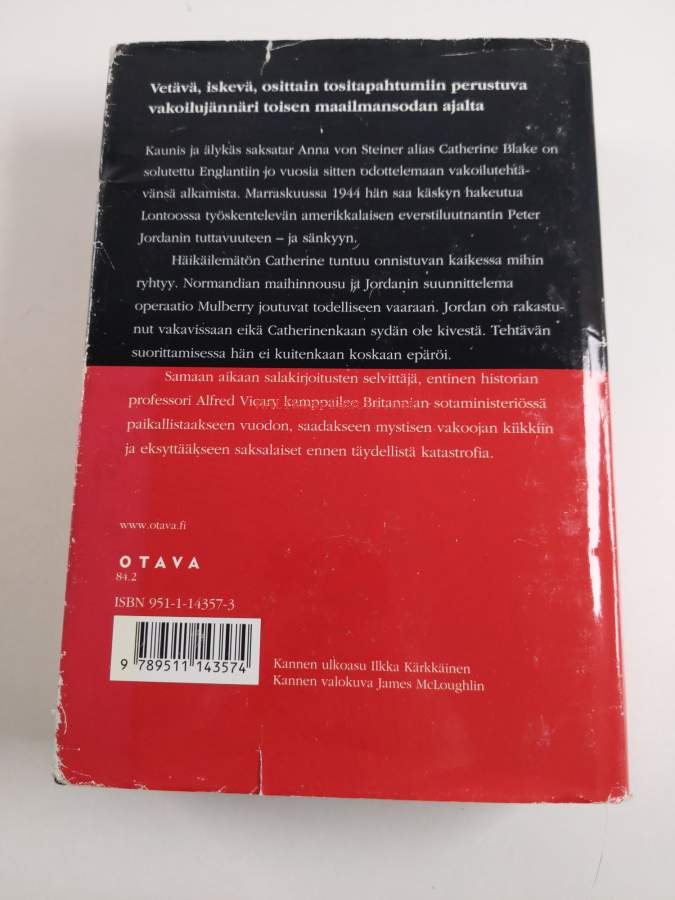 Vetävä, iskevä, osittain tositapahtumiin perustuva
vakoilujännäri toisen maailmansodan ajalta
Kaunis ja älykäs saksatar Anna von Steiner alias Catherine Blake on
solutettu Englantiin jo vuosia sitten odottelemaan vakoilutehtä-
vänsä alkamista. Marraskuussa 1944 hän saa käskyn hakeutua
Lontoossa työskentelevän amerikkalaisen everstiluutnantin Peter
Jordanin tuttavuuteen – ja sänkyyn.
Häikäilemätön Catherine tuntuu onnistuvan kaikessa mihin
ryhtyy. Normandian maihinnousu ja Jordanin suunnittelema
operaatio Mulberry joutuvat todelliseen vaaraan. Jordan on rakastu-
nut vakavissaan eikä Catherinenkaan sydän ole kivestä. Tehtävän
suorittamisessa hän ei kuitenkaan koskaan epäröi.
Samaan aikaan salakirjoitusten selvittäjä, entinen historian
professori Alfred Vicary kamppailee Britannian sotaministeriössä
paikallistaakseen vuodon, saadakseen mystisen vakoojan kiikkiin
ja eksyttääkseen saksalaiset ennen täydellistä katastrofia.
www.otava.fi
OTAVA
84.2
ISBN 951-1-14357-3
9 789511 143574
Kannen ulkoasu Ilkka Kärkkäinen
Kannen valokuva James McLoughlin